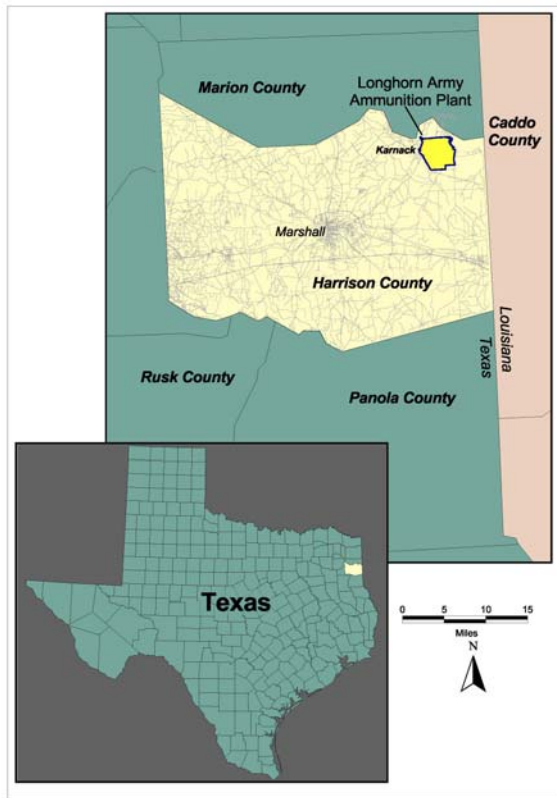 Marion County
Longhorn Army
Ammunition Plant
Caddo
County
Karnack
Marshall
Harrison County
Louisiana
Texas
Rusk County
Panola County
Texas
0 5 10 15
Miles
N